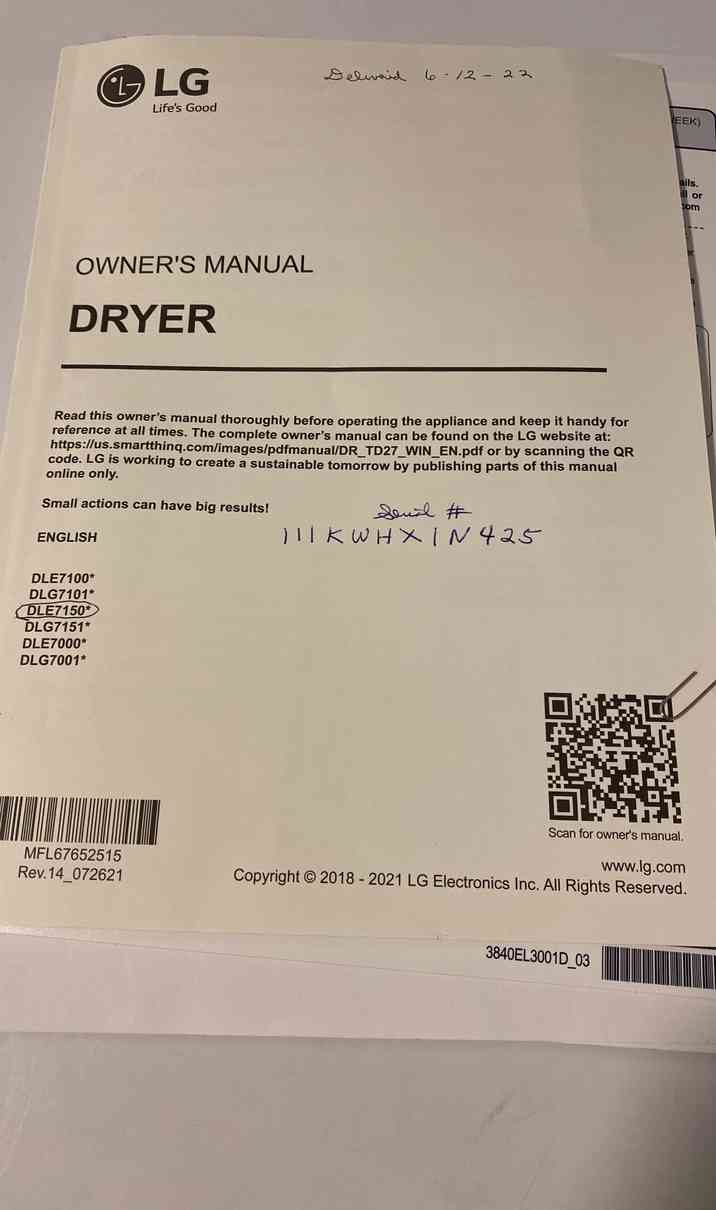 LG
Life's Good
Delivered 6-12-22
EEK)
ails.
ll or
com
OWNER'S MANUAL
DRYER
Read this owner's manual thoroughly before operating the appliance and keep it handy for
reference at all times. The complete owner's manual can be found on the LG website at:
https://us.smartthinq.com/images/pdfmanual/DR_TD27_WIN_EN.pdf or by scanning the QR
code. LG is working to create a sustainable tomorrow by publishing parts of this manual
online only.
Small actions can have big results!
Serial #
111KWHX1N425
ENGLISH
DLE7100*
DLG7101*
DLE7150*
DLG7151*
DLE7000*
DLG7001*
Scan for owner's manual.
MFL67652515
Rev.14_072621
www.lg.com
Copyright © 2018 - 2021 LG Electronics Inc. All Rights Reserved.
3840EL3001D_03